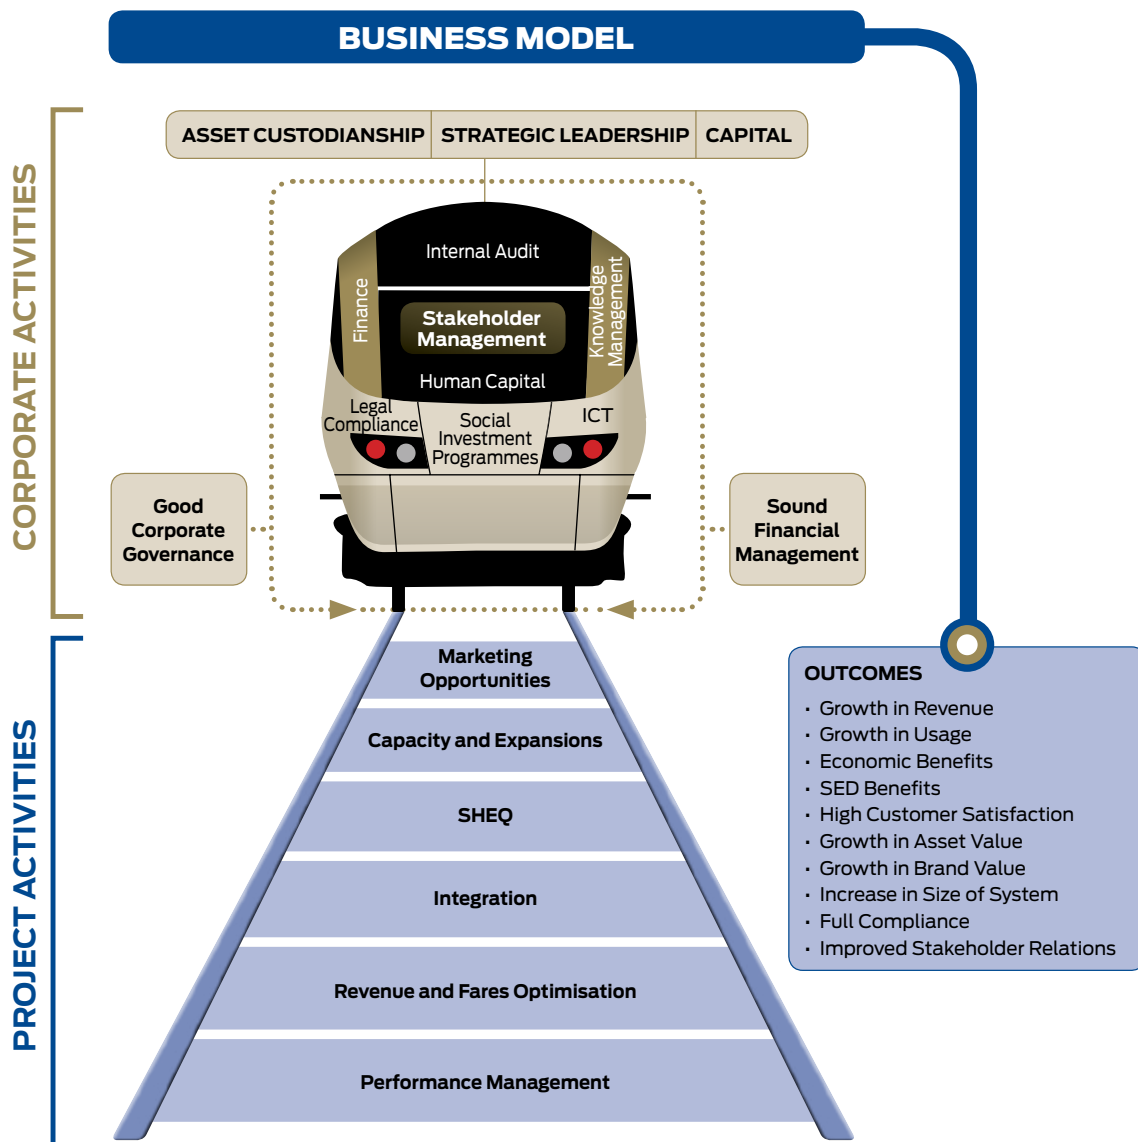 BUSINESS MODEL
CORPORATE ACTIVITIES
ASSET CUSTODIANSHIP
STRATEGIC LEADERSHIP
CAPITAL
Internal Audit
Finance
Knowledge
Management
Stakeholder
Management
Human Capital
Legal
Compliance
Social
Investment
Programmes
ICT
Good
Corporate
Governance
Sound
Financial
Management
PROJECT ACTIVITIES
Marketing
Opportunities
Capacity and Expansions
SHEQ
Integration
Revenue and Fares Optimisation
Performance Management
OUTCOMES
· Growth in Revenue
· Growth in Usage
· Economic Benefits
· SED Benefits
· High Customer Satisfaction
· Growth in Asset Value
· Growth in Brand Value
· Increase in Size of System
· Full Compliance
· Improved Stakeholder Relations